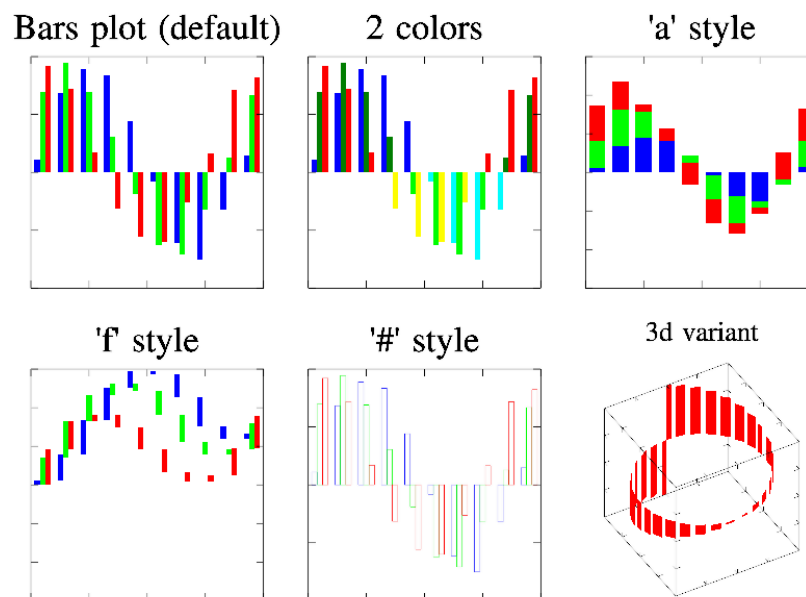 Bars plot (default)
2 colors
'a' style
'f' style
'#' style
3d variant